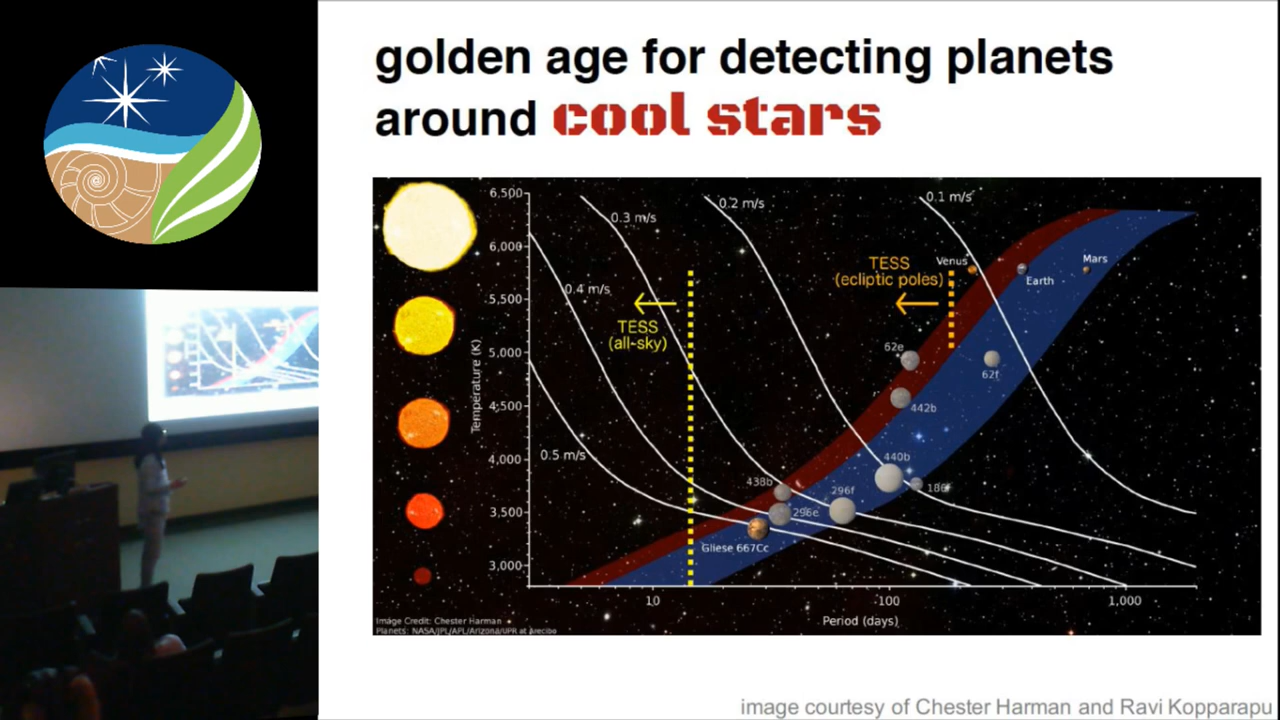 golden age for detecting planets
around cool stars
6,500
6,000
5,500
5,000
4,500
4,000
3,500
3,000
Temperature (K)
0.5 m/s
0.4 m/s
0.3 m/s
0.2 m/s
0.1 m/s
TESS
(all-sky)
TESS
(ecliptic poles)
Venus
Earth
Mars
62e
62f
442b
440b
438b
296f
296e
186f
Gliese 667Cc
10
100
1,000
Period (days)
Image Credit: Chester Harman
Planets: NASA/JPL/APL/Arizona/UPR at Arecibo
image courtesy of Chester Harman and Ravi Kopparapu